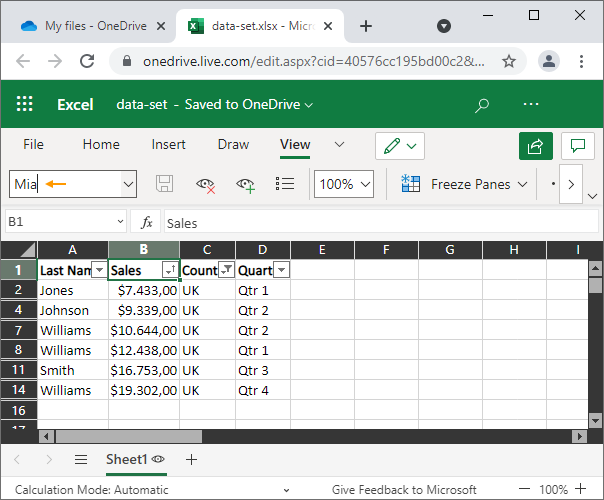 My files - OneDrive
data-set.xlsx - Micro
onedrive.live.com/edit.aspx?cid=40576cc195bd00c2&...
Excel data-set - Saved to OneDrive
File Home Insert Draw View
Mia 100% Freeze Panes
B1 fx Sales
A B C D E F G H I
1 Last Nam Sales Count Quart
2 Jones $7.433,00 UK Qtr 1
4 Johnson $9.339,00 UK Qtr 2
7 Williams $10.644,00 UK Qtr 2
8 Williams $12.438,00 UK Qtr 1
11 Smith $16.753,00 UK Qtr 3
14 Williams $19.302,00 UK Qtr 4
16
17
Sheet1
Calculation Mode: Automatic Give Feedback to Microsoft 100%